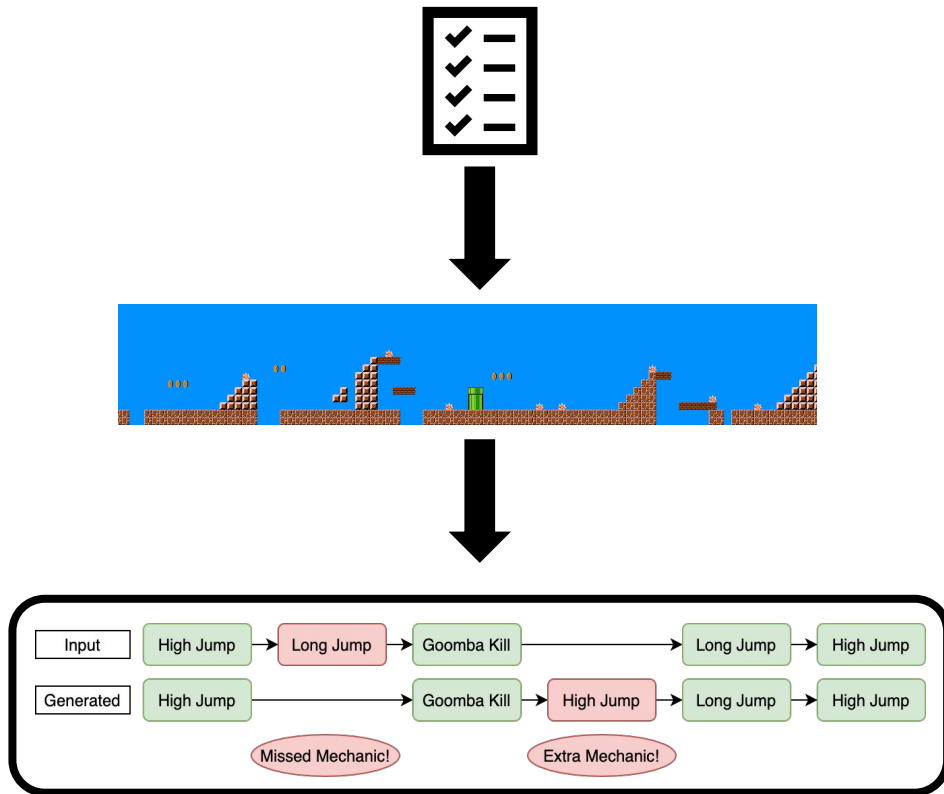 Input High Jump Long Jump Goomba Kill Long Jump High Jump
Generated High Jump Goomba Kill High Jump Long Jump High Jump
Missed Mechanic! Extra Mechanic!